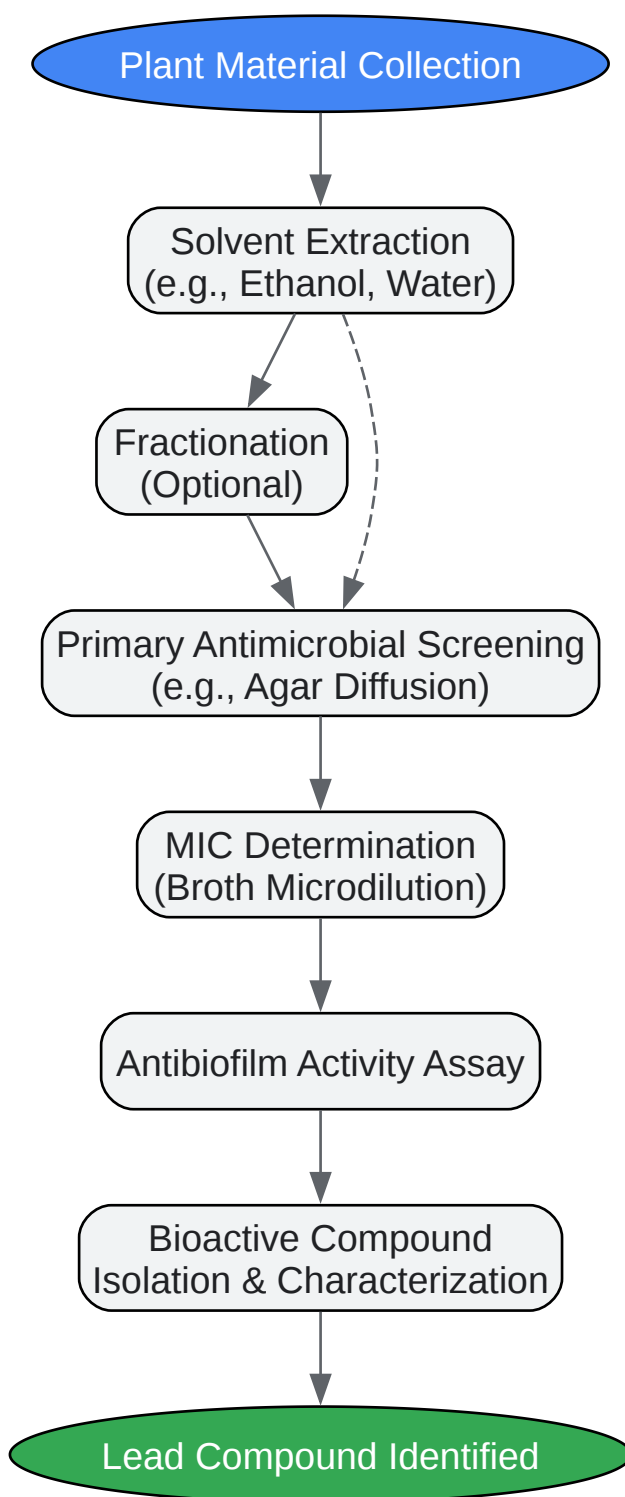 Plant Material Collection
Solvent Extraction
(e.g., Ethanol, Water)
Fractionation
(Optional)
Primary Antimicrobial Screening
(e.g., Agar Diffusion)
MIC Determination
(Broth Microdilution)
Antibiofilm Activity Assay
Bioactive Compound
Isolation & Characterization
Lead Compound Identified